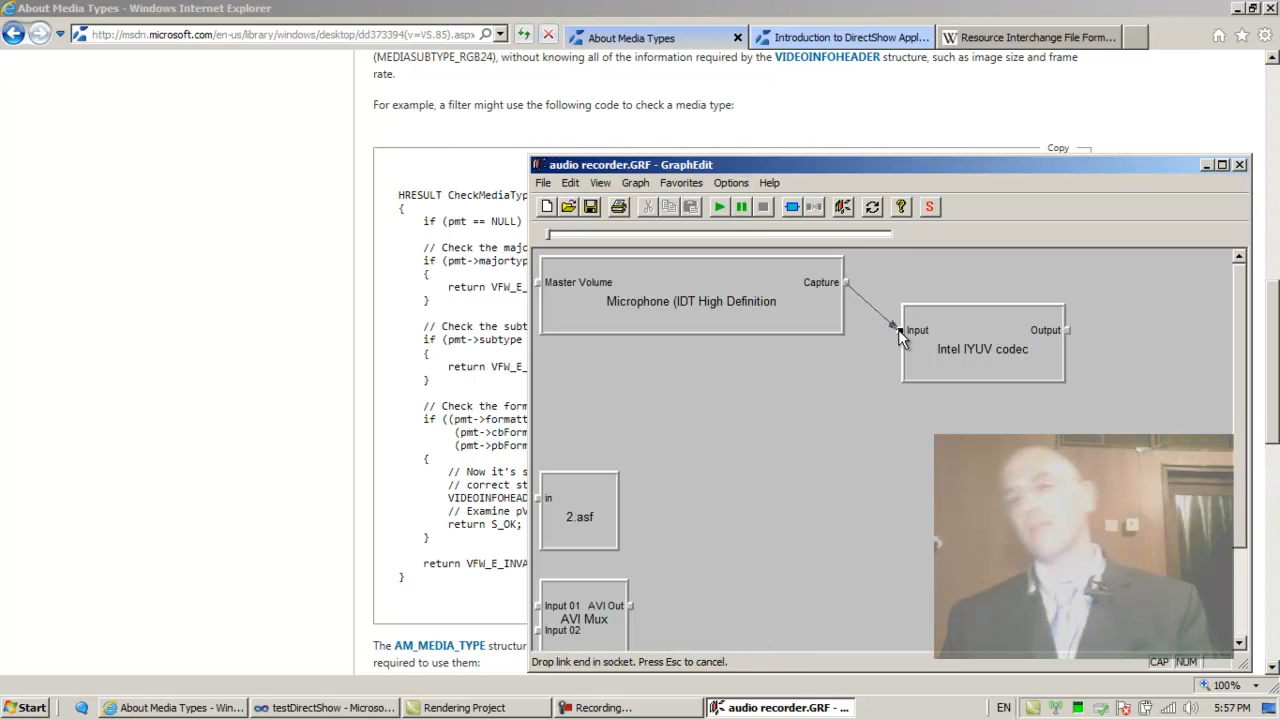 About Media Types - Windows Internet Explorer
http://msdn.microsoft.com/en-us/library/windows/desktop/dd373394(v=VS.85).aspx
About Media Types
Introduction to DirectShow Appl...
Resource Interchange File Form...
(MEDIASUBTYPE_RGB24), without knowing all of the information required by the VIDEOINFOHEADER structure, such as image size and frame
rate.
For example, a filter might use the following code to check a media type:
Copy
HRESULT CheckMediaTyp
{
if (pmt == NULL)
// Check the majo
if (pmt->majortyp
{
return VFW_E_
}
// Check the subt
if (pmt->subtype
{
return VFW_E_
}
// Check the form
if ((pmt->formatt
(pmt->cbForm
(pmt->pbForm
{
// Now it's s
// correct st
VIDEOINFOHEAD
// Examine pV
return S_OK;
}
return VFW_E_INVA
}
The AM_MEDIA_TYPE structur
required to use them:
audio recorder.GRF - GraphEdit
File Edit View Graph Favorites Options Help
S
Master Volume Capture
Microphone (IDT High Definition
Input Output
Intel IYUV codec
in
2.asf
Input 01 AVI Out
AVI Mux
Input 02
Drop link end in socket. Press Esc to cancel.
CAP NUM
100%
Start
About Media Types - Win...
testDirectShow - Microso...
Rendering Project
Recording...
audio recorder.GRF - ...
EN
5:57 PM